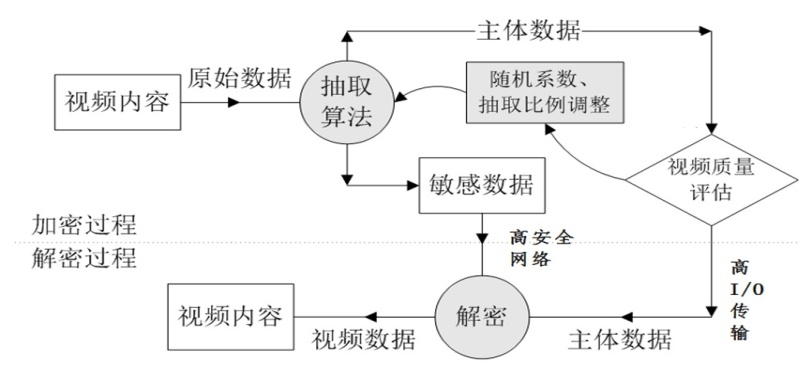 主体数据
原始数据
视频内容
抽取
算法
随机系数、
抽取比例调整
视频质量
评估
敏感数据
加密过程
解密过程
高安全
网络
高
I/O
传
输
视频内容
视频数据
解密
主体数据